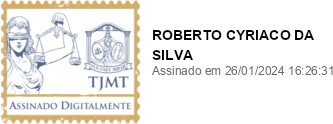 TJMT
ASSINADO DIGITALMENTE
ROBERTO CYRIACO DA
SILVA
Assinado em 26/01/2024 16:26:31